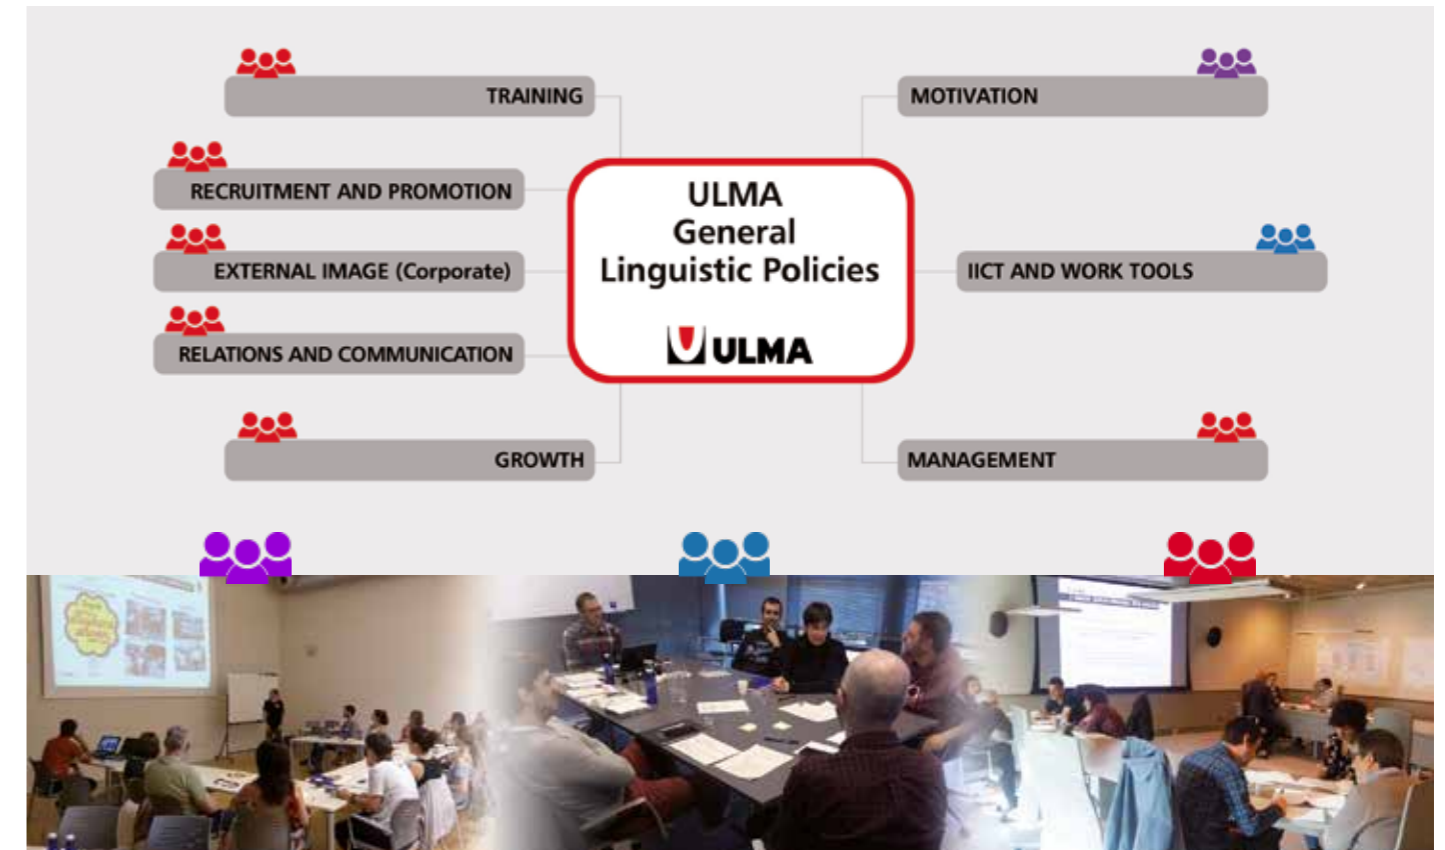 TRAINING
RECRUITMENT AND PROMOTION
EXTERNAL IMAGE (Corporate)
RELATIONS AND COMMUNICATION
GROWTH
ULMA
General
Linguistic Policies
ULMA
MOTIVATION
IICT AND WORK TOOLS
MANAGEMENT